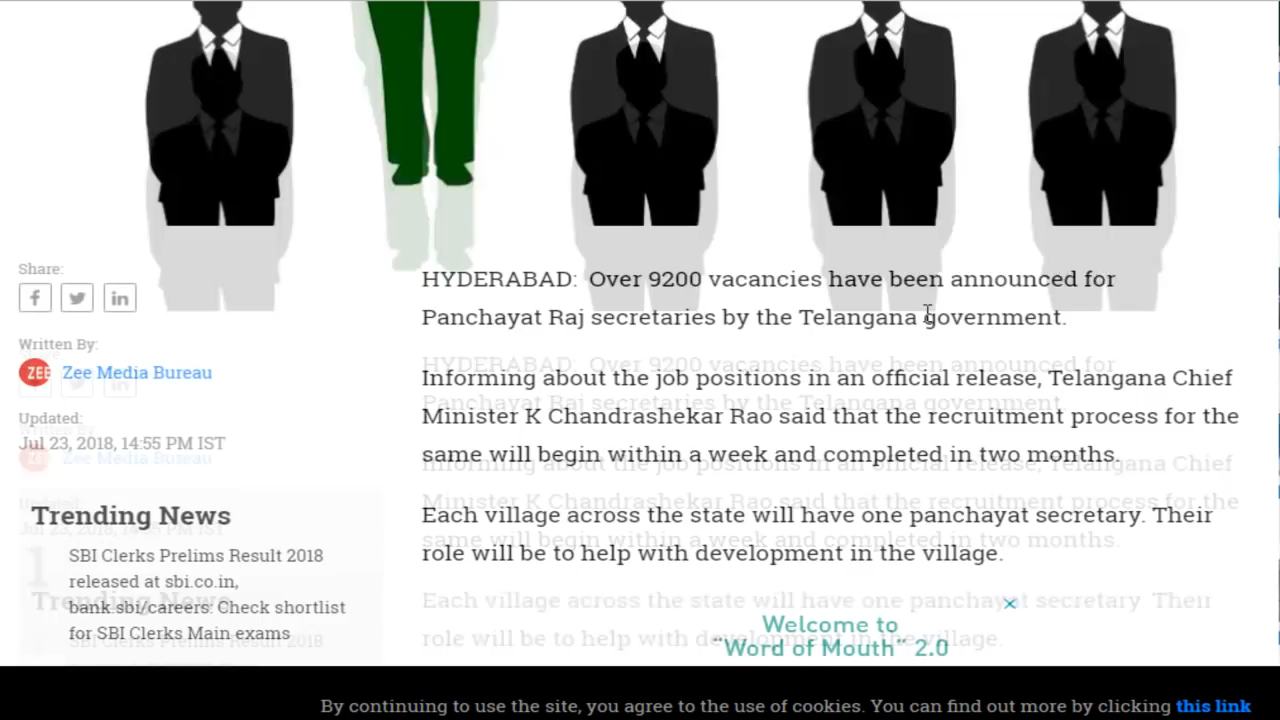 Share:
Written By:
ZEE Zee Media Bureau
Updated:
Jul 23, 2018, 14:55 PM IST
Trending News
1
SBI Clerks Prelims Result 2018
released at sbi.co.in,
bank.sbi/careers: Check shortlist
for SBI Clerks Main exams
HYDERABAD: Over 9200 vacancies have been announced for
Panchayat Raj secretaries by the Telangana government.
Informing about the job positions in an official release, Telangana Chief
Minister K Chandrashekar Rao said that the recruitment process for the
same will begin within a week and completed in two months.
Each village across the state will have one panchayat secretary. Their
role will be to help with development in the village.
Welcome to
"Word of Mouth" 2.0
By continuing to use the site, you agree to the use of cookies. You can find out more by clicking this link